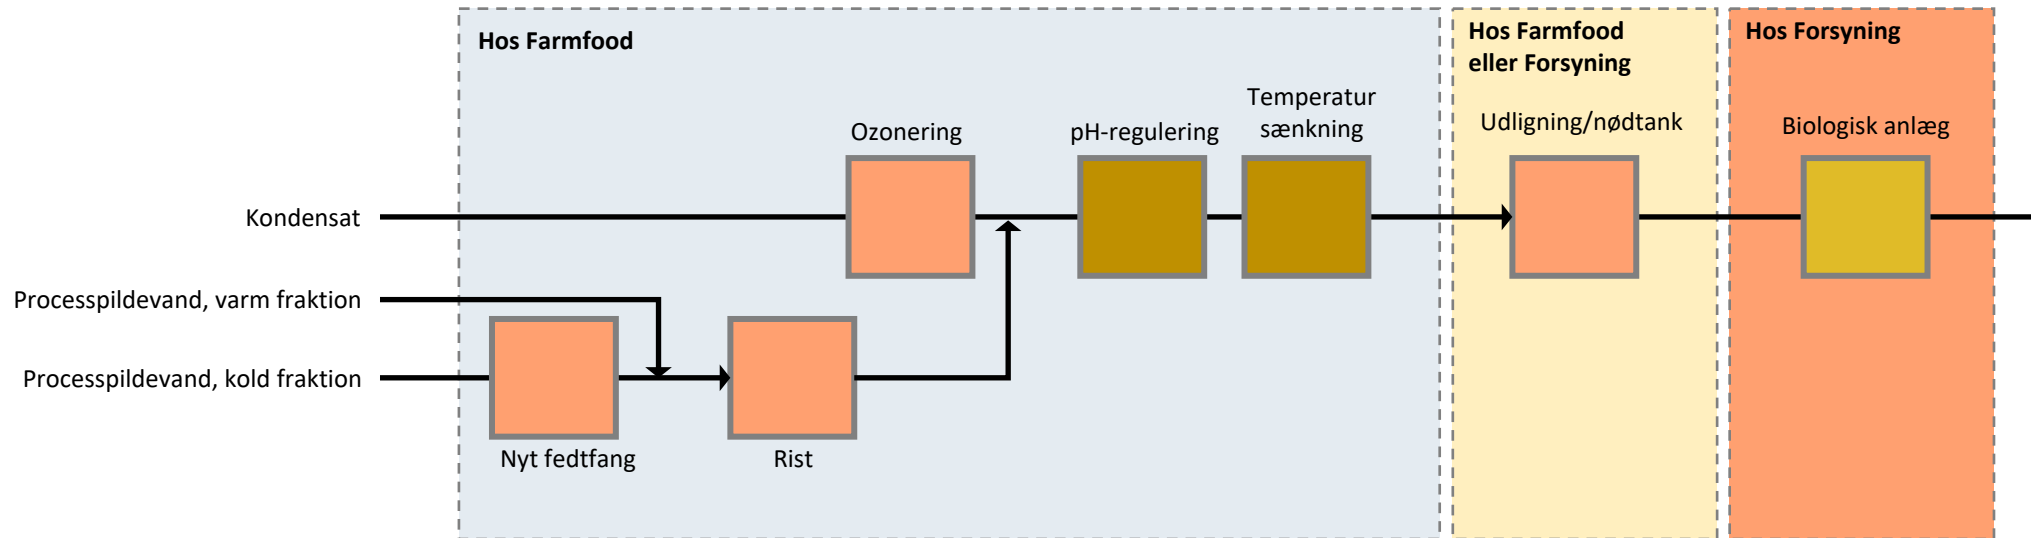 Hos Farmfood
Hos Farmfood
eller Forsyning
Hos Forsyning
Ozonering
pH-regulering
Temperatur
sænkning
Udligning/nødtank
Biologisk anlæg
Kondensat
Processpildevand, varm fraktion
Processpildevand, kold fraktion
Nyt fedtfang
Rist